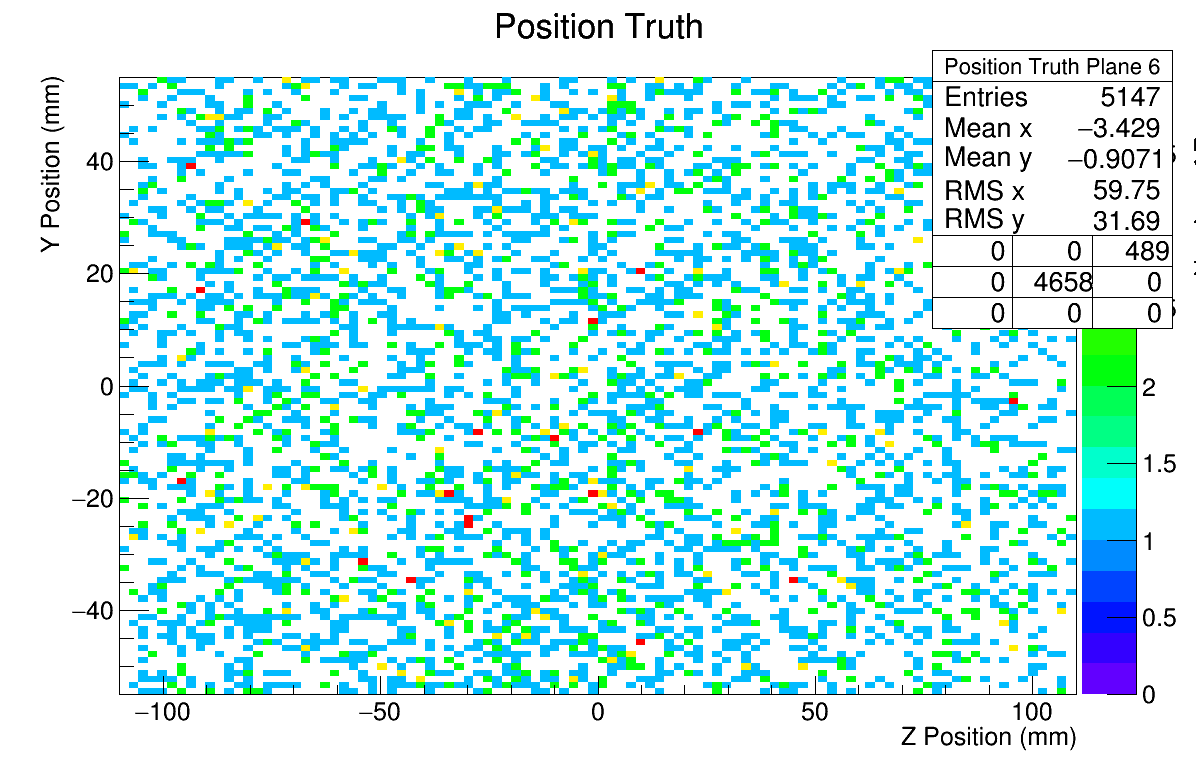 Position Truth
Position Truth Plane 6
Entries 5147
Mean x −3.429
Mean y −0.9071
RMS x 59.75
RMS y 31.69
0 0 489
0 4658 0
0 0 0
Y Position (mm)
40
20
0
−20
−40
2
1.5
1
0.5
0
−100 −50 0 50 100
Z Position (mm)